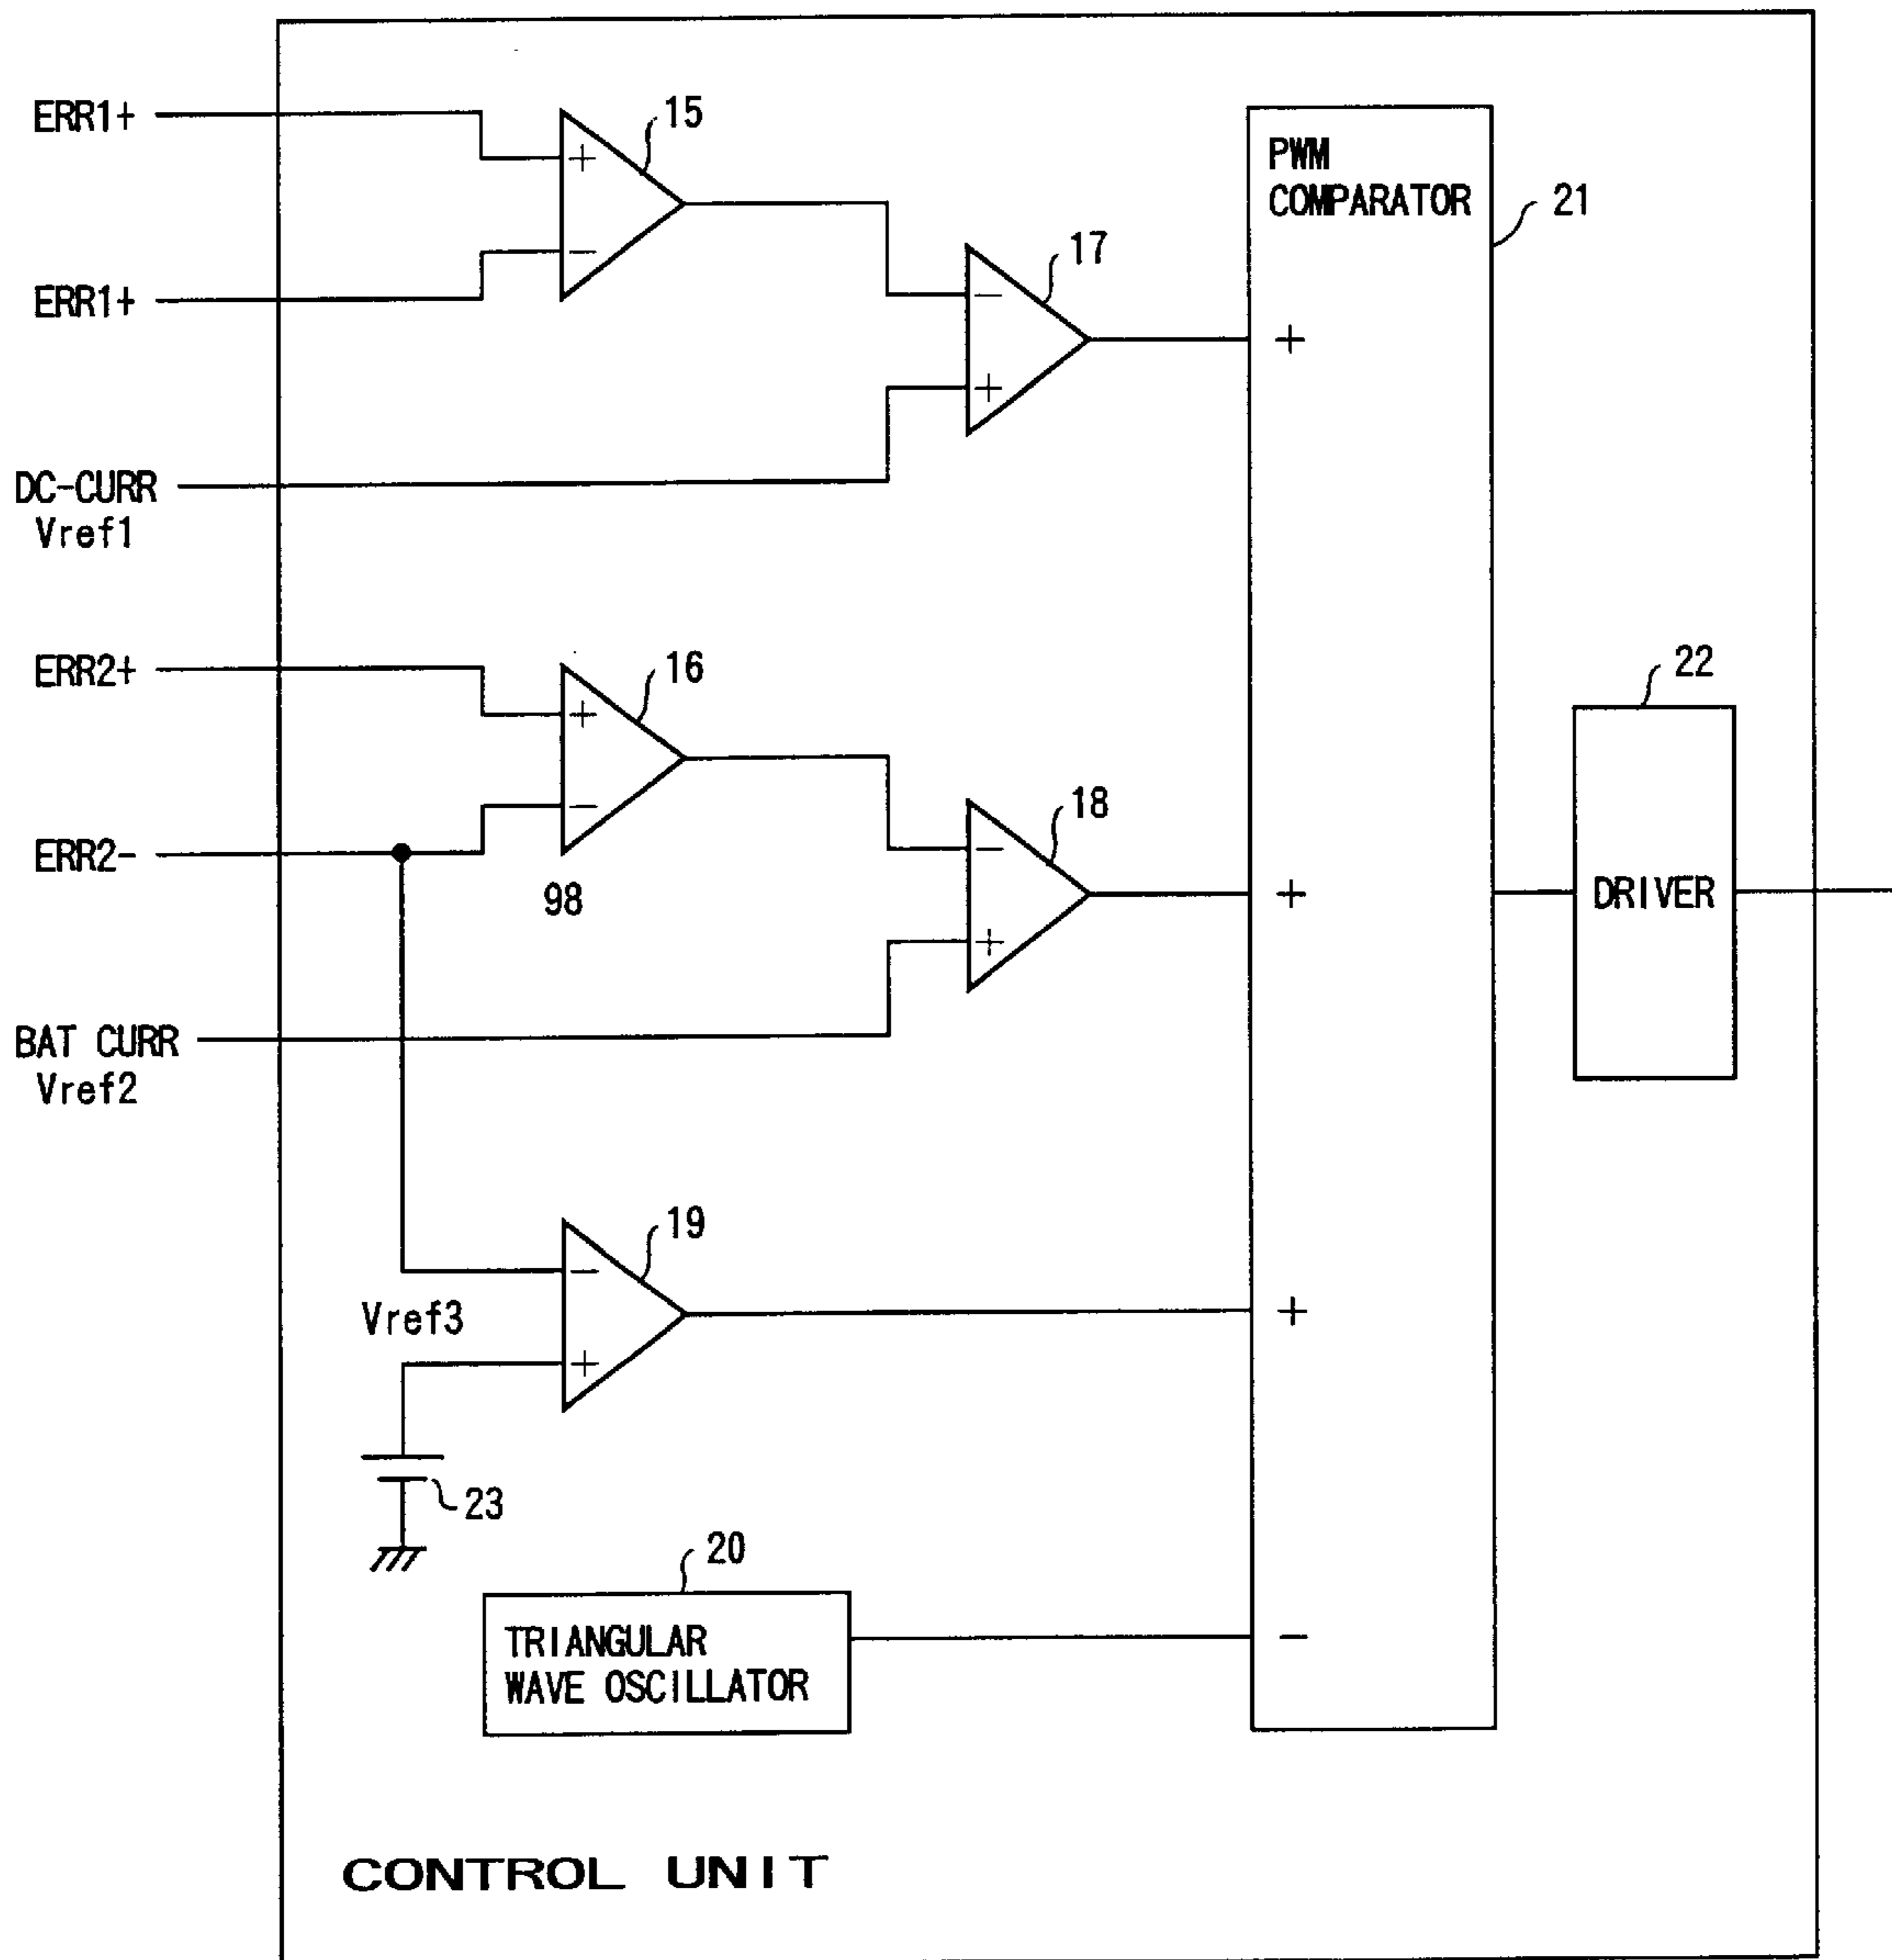 ERR1+
15
PWM
COMPARATOR
21
17
ERR1+
DC-CURR
Vref1
ERR2+
16
22
18
ERR2-
98
DRIVER
BAT CURR
Vref2
19
Vref3
23
20
TRIANGULAR
WAVE OSCILLATOR
CONTROL UNIT